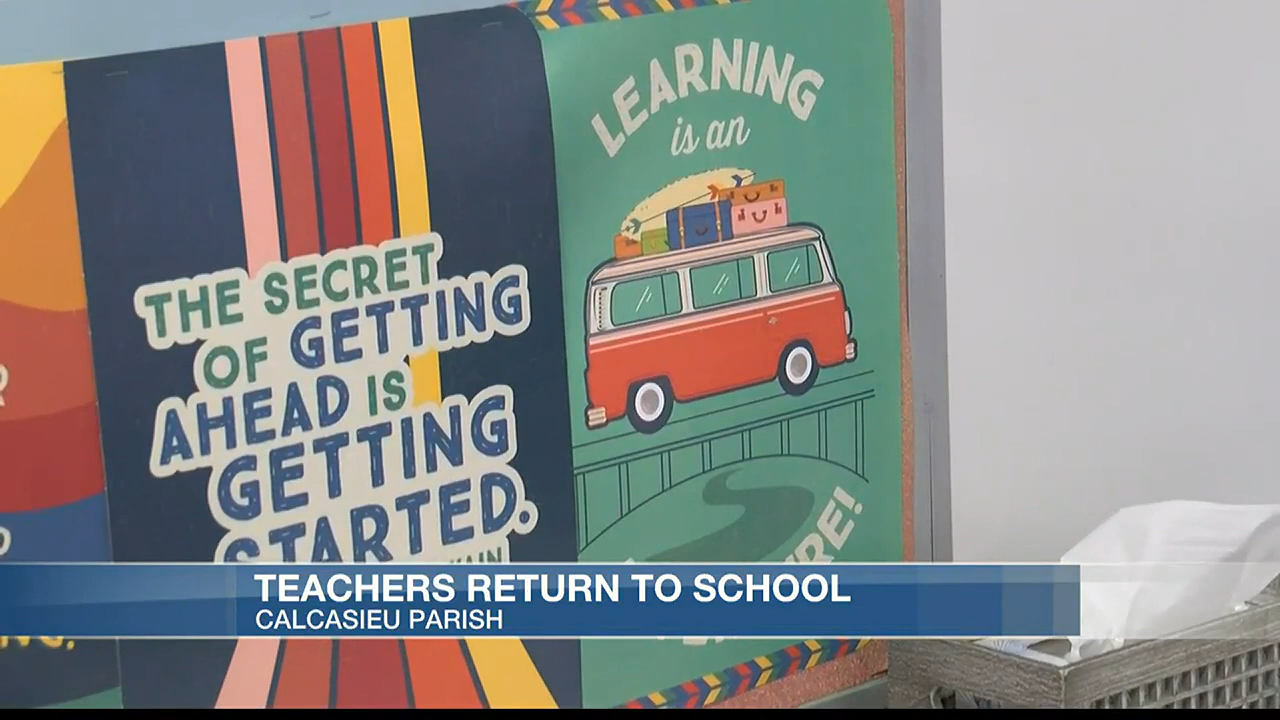 THE SECRET
OF GETTING
AHEAD IS
GETTING
STARTED.
LEARNING
is an
TEACHERS RETURN TO SCHOOL
CALCASIEU PARISH